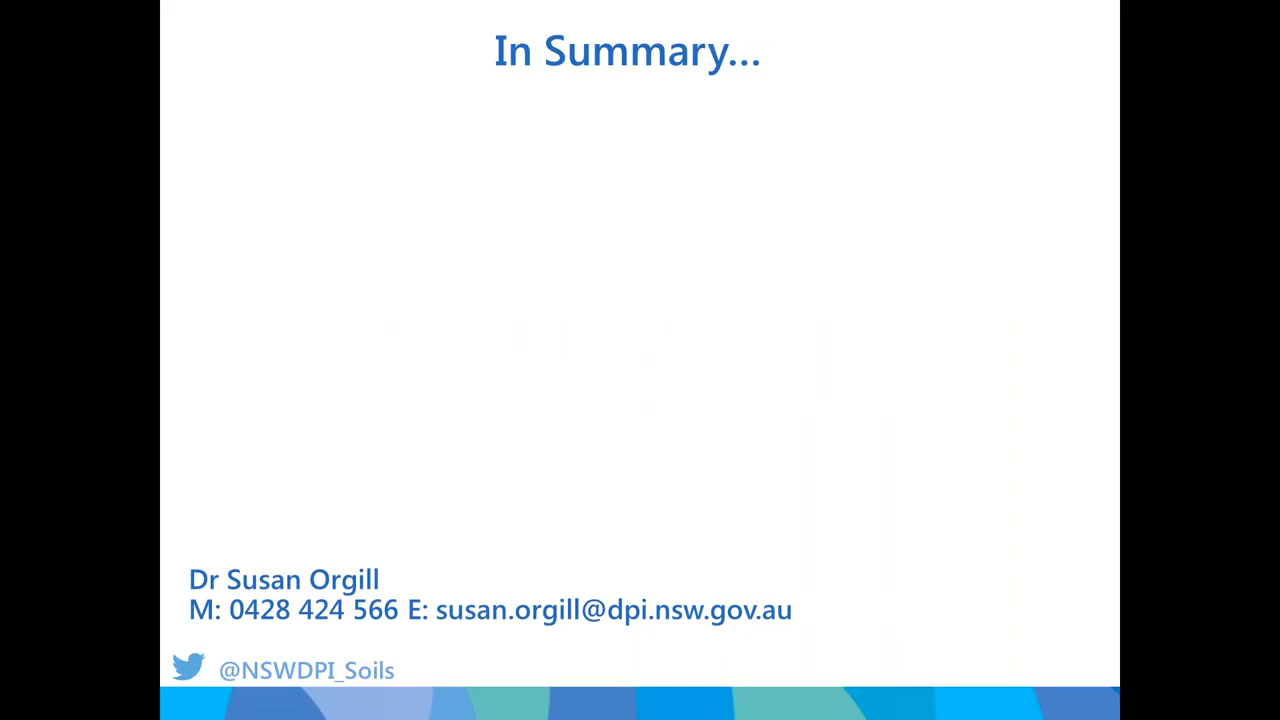 In Summary...
Dr Susan Orgill
M: 0428 424 566 E: susan.orgill@dpi.nsw.gov.au
@NSWDPI_Soils